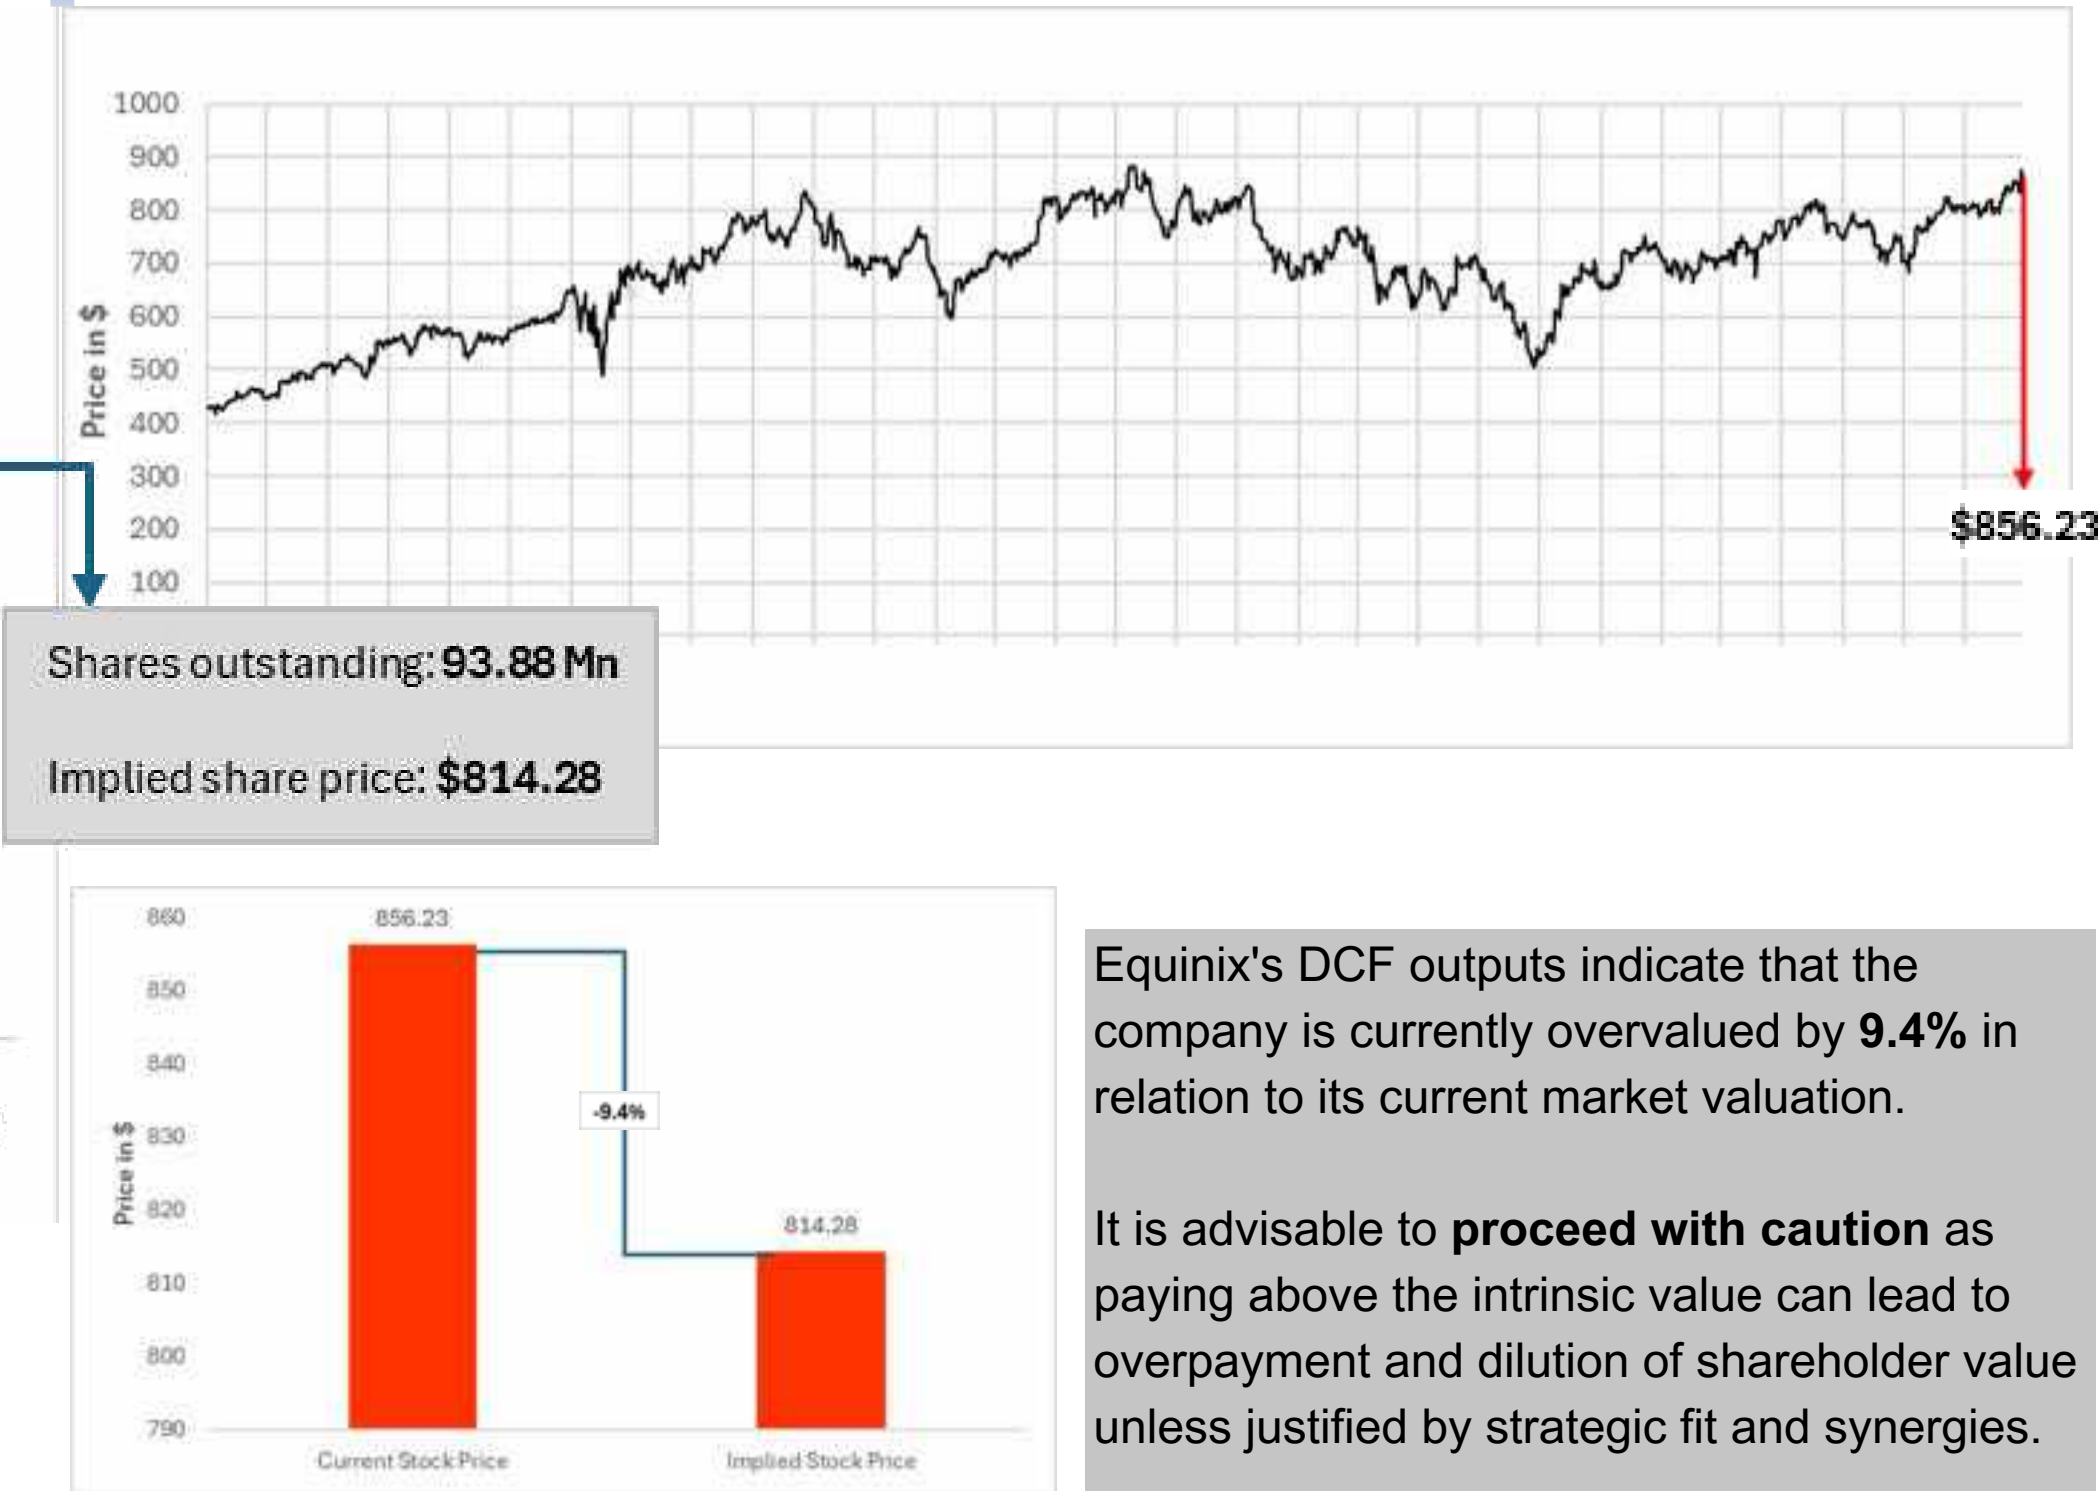 1000
900
800
700
600
500
400
300
200
100
Price in $
$856.23
Shares outstanding: 93.88 Mn
Implied share price: $814.28
860
850
840
830
820
810
800
790
Price in $
856.23
-9.4%
814.28
Current Stock Price
Implied Stock Price
Equinix's DCF outputs indicate that the
company is currently overvalued by 9.4% in
relation to its current market valuation.
It is advisable to proceed with caution as
paying above the intrinsic value can lead to
overpayment and dilution of shareholder value
unless justified by strategic fit and synergies.